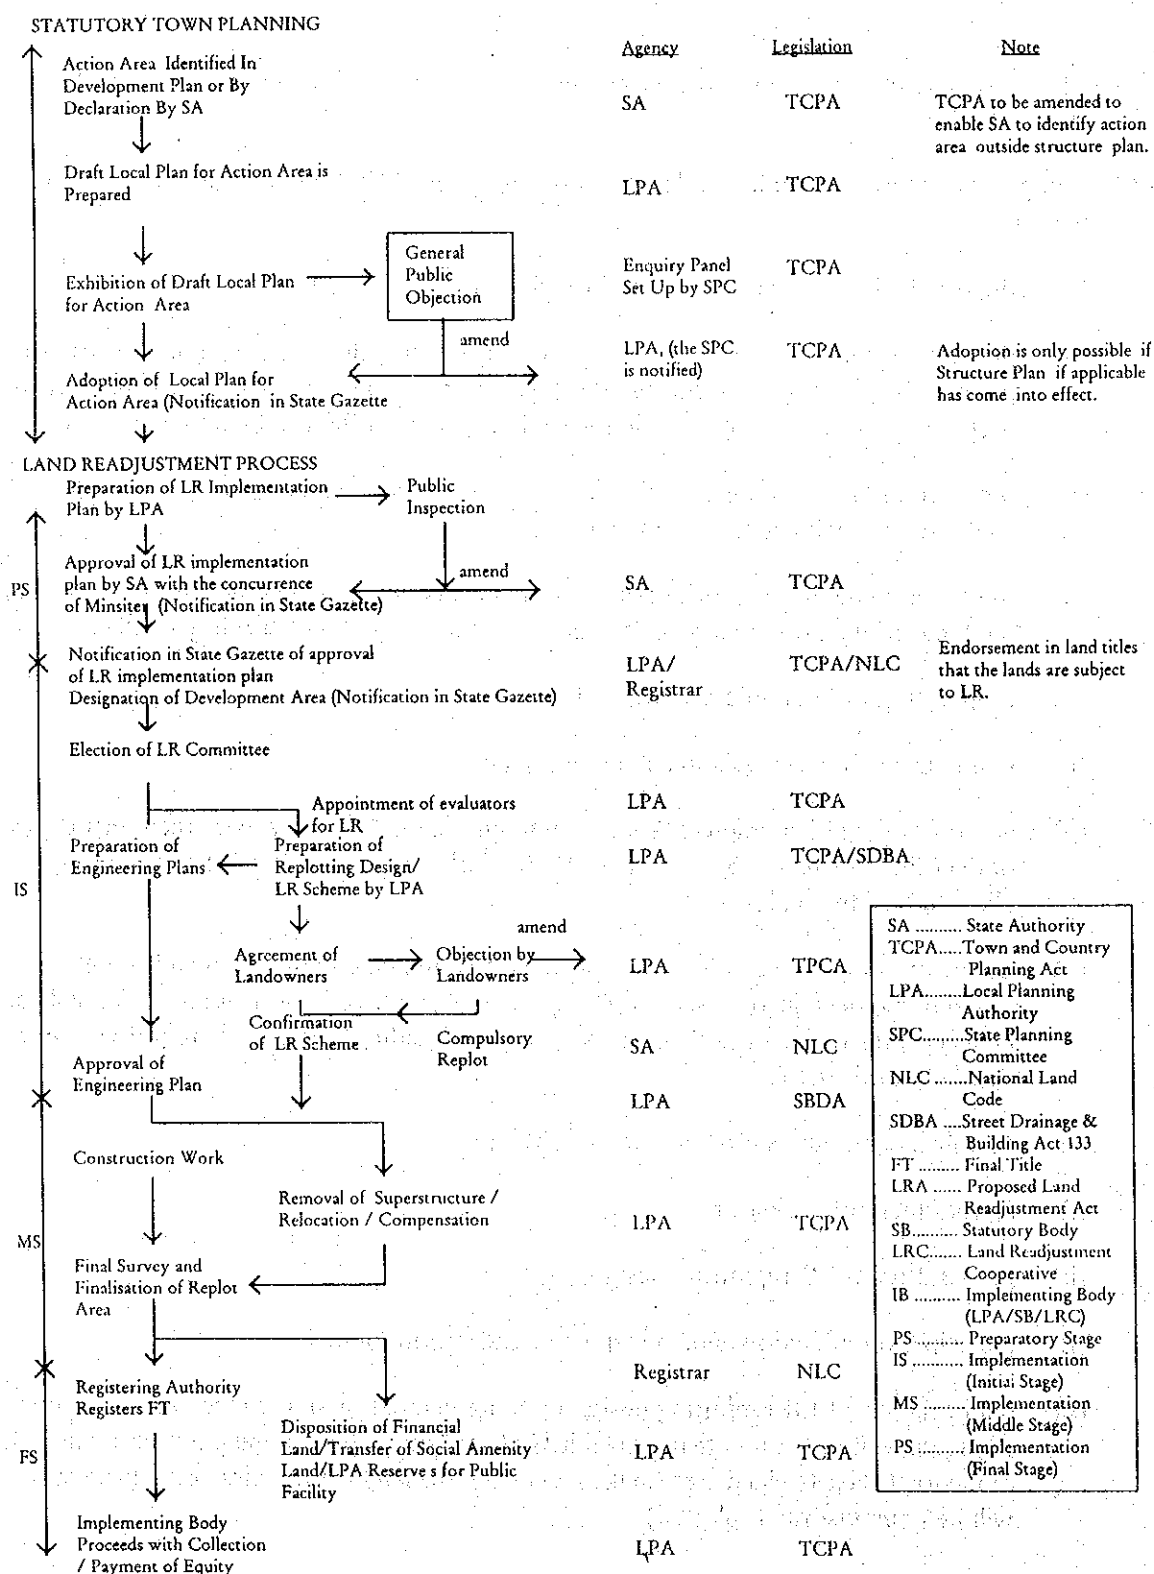 STATUTORY TOWN PLANNING
Agency
Legislation
Note
Action Area Identified In
Development Plan or By
Declaration By SA
SA
TCPA
TCPA to be amended to
enable SA to identify action
area outside structure plan.
Draft Local Plan for Action Area is
Prepared
LPA
TCPA
Exhibition of Draft Local Plan
for Action Area
General
Public
Objection
Enquiry Panel
Set Up by SPC
TCPA
amend
Adoption of Local Plan for
Action Area (Notification in State Gazette
LPA, (the SPC
is notified)
TCPA
Adoption is only possible if
Structure Plan if applicable
has come into effect.
LAND READJUSTMENT PROCESS
Preparation of LR Implementation
Plan by LPA
Public
Inspection
PS
Approval of LR implementation
plan by SA with the concurrence
of Minsiter (Notification in State Gazette)
amend
SA
TCPA
Notification in State Gazette of approval
of LR implementation plan
Designation of Development Area (Notification in State Gazette)
LPA/
Registrar
TCPA/NLC
Endorsement in land titles
that the lands are subject
to LR.
Election of LR Committee
Appointment of evaluators
for LR
LPA
TCPA
IS
Preparation of
Engineering Plans
Preparation of
Replotting Design/
LR Scheme by LPA
LPA
TCPA/SDBA
amend
Agreement of
Landowners
Objection by
Landowners
LPA
TPCA
Confirmation
of LR Scheme
Compulsory
Replot
SA
NLC
Approval of
Engineering Plan
LPA
SBDA
MS
Construction Work
Removal of Superstructure /
Relocation / Compensation
LPA
TCPA
Final Survey and
Finalisation of Replot
Area
FS
Registering Authority
Registers FT
Registrar
NLC
Disposition of Financial
Land/Transfer of Social Amenity
Land/LPA Reserve s for Public
Facility
LPA
TCPA
Implementing Body
Proceeds with Collection
/ Payment of Equity
LPA
TCPA
SA .......... State Authority
TCPA.....Town and Country
Planning Act
LPA........Local Planning
Authority
SPC.........State Planning
Committee
NLC .......National Land
Code
SDBA ....Street Drainage &
Building Act 133
FT ......... Final Title
LRA ...... Proposed Land
Readjustment Act
SB.......... Statutory Body
LRC....... Land Readjustment
Cooperative
IB .......... Implementing Body
(LPA/SB/LRC)
PS .......... Preparatory Stage
IS ........... Implementation
(Initial Stage)
MS ......... Implementation
(Middle Stage)
PS .......... Implementation
(Final Stage)